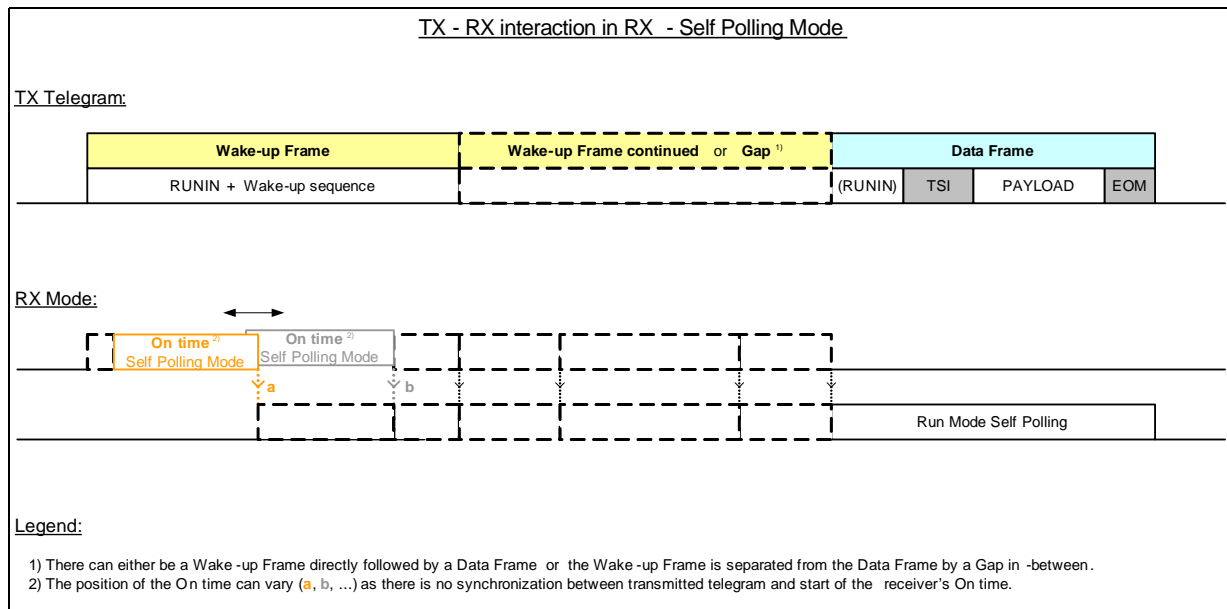 TX - RX interaction in RX - Self Polling Mode
TX Telegram:
Wake-up Frame
Wake-up Frame continued or Gap 1)
Data Frame
RUNIN + Wake-up sequence
(RUNIN)
TSI
PAYLOAD
EOM
RX Mode:
On time 2)
Self Polling Mode
On time 2)
Self Polling Mode
a
b
Run Mode Self Polling
Legend:
1) There can either be a Wake-up Frame directly followed by a Data Frame or the Wake-up Frame is separated from the Data Frame by a Gap in-between.
2) The position of the On time can vary (a, b, ...) as there is no synchronization between transmitted telegram and start of the receiver's On time.